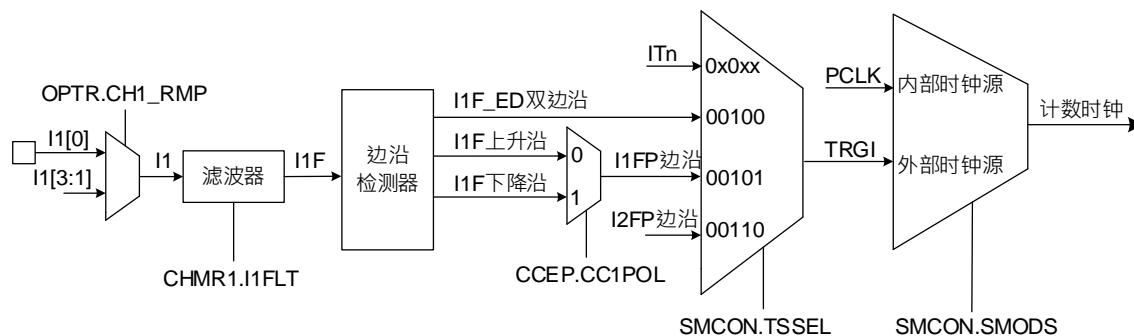 OPTR.CH1_RMP
I1[0]
I1[3:1]
I1
滤波器
I1F
CHMR1.I1FLT
边沿
检测器
I1F_ED双边沿
I1F上升沿
I1F下降沿
0
1
CCEP.CC1POL
ITn
I1FP边沿
I2FP边沿
0x0xx
00100
00101
00110
SMCON.TSSEL
PCLK
TRGI
内部时钟源
外部时钟源
SMCON.SMODS
计数时钟